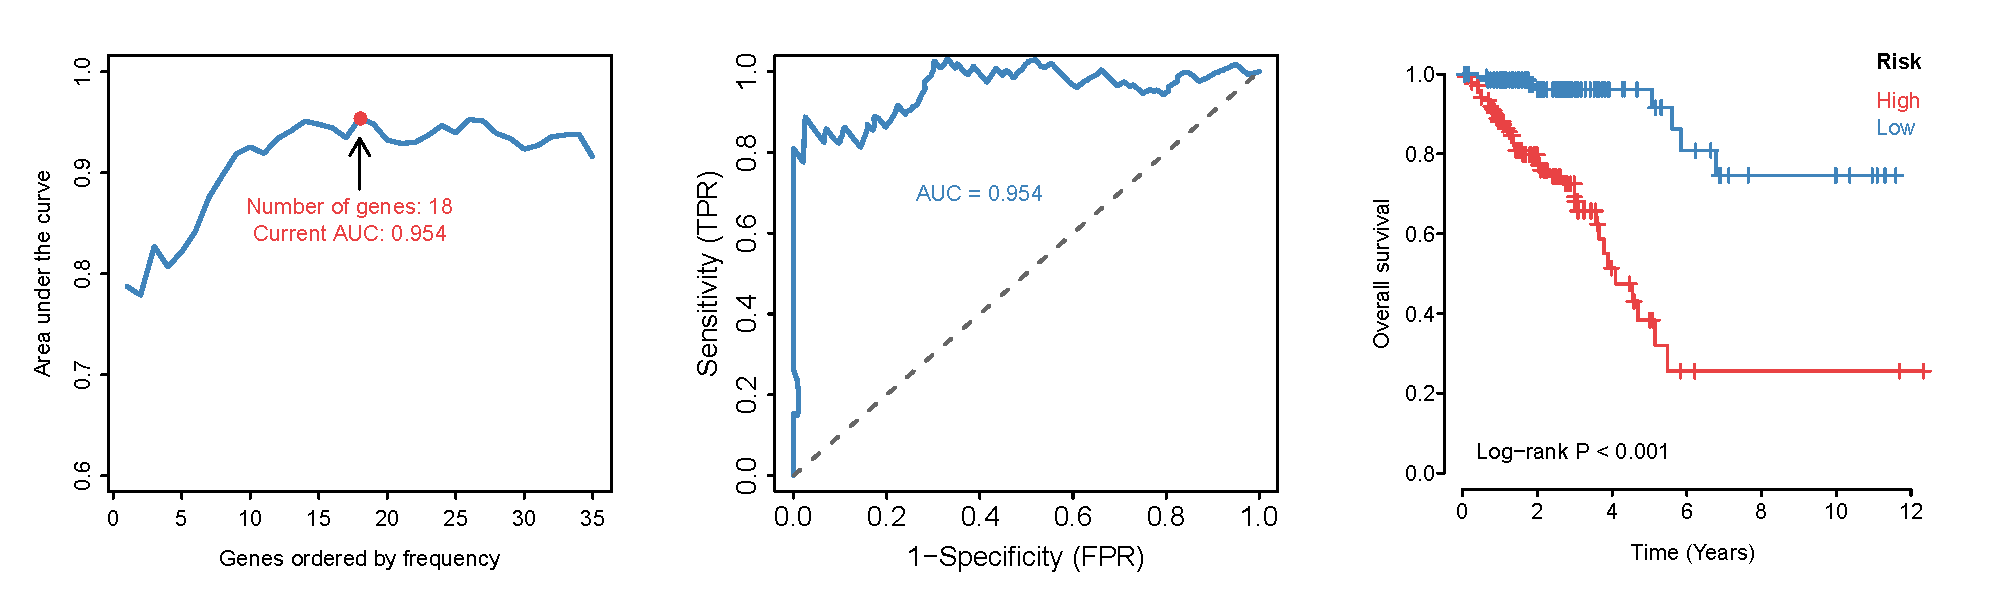 Area under the curve
1.0
0.9
0.8
0.7
0.6
Number of genes: 18
Current AUC: 0.954
0 5 10 15 20 25 30 35
Genes ordered by frequency
Sensitivity (TPR)
1.0
0.8
0.6
0.4
0.2
0.0
AUC = 0.954
0.0 0.2 0.4 0.6 0.8 1.0
1−Specificity (FPR)
Overall survival
1.0
0.8
0.6
0.4
0.2
0.0
Risk
High
Low
Log−rank P < 0.001
0 2 4 6 8 10 12
Time (Years)